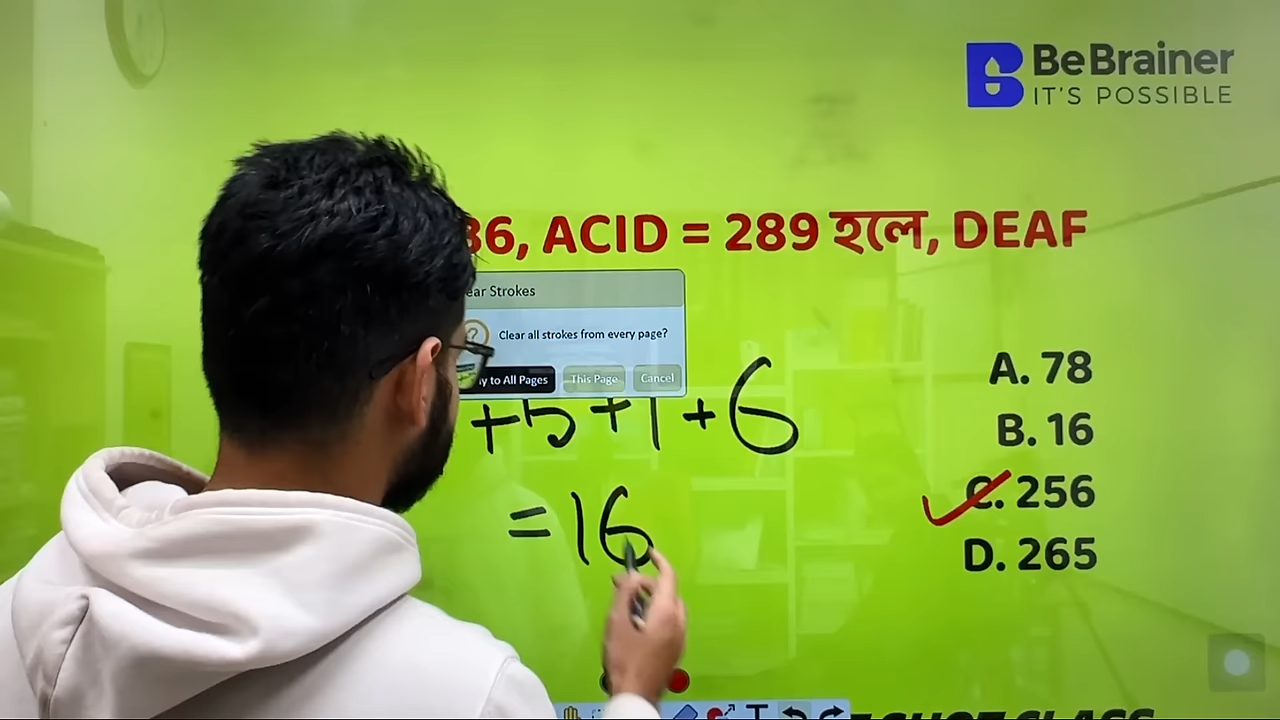 BeBrainer
IT'S POSSIBLE
36, ACID = 289 হলে, DEAF
Strokes
Clear all strokes from every page?
to All Pages
This Page
Cancel
+5+1+6
=16
A. 78
B. 16
C. 256
D. 265
T
CLASS